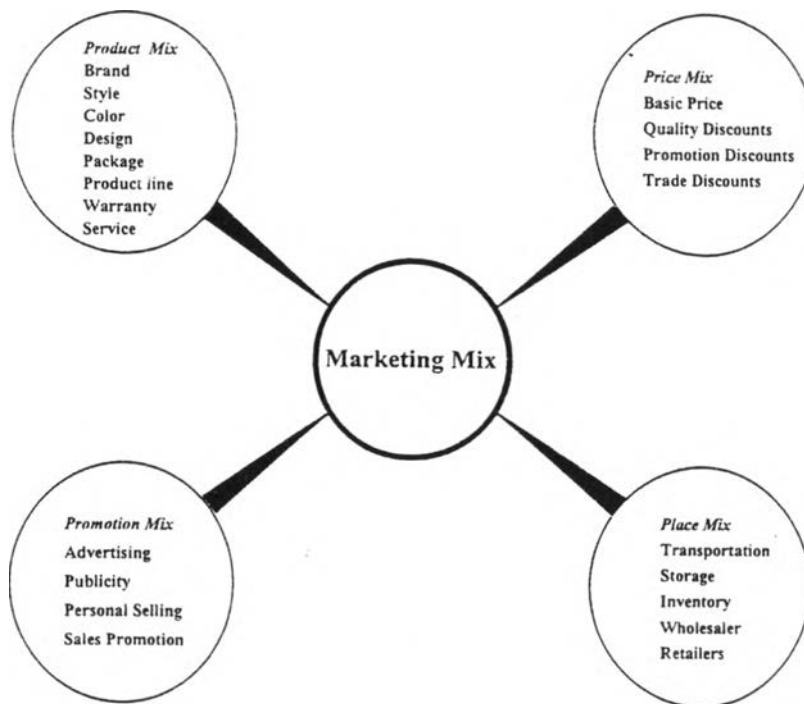 Product Mix
Brand
Style
Color
Design
Package
Product line
Warranty
Service
Price Mix
Basic Price
Quality Discounts
Promotion Discounts
Trade Discounts
Marketing Mix
Promotion Mix
Advertising
Publicity
Personal Selling
Sales Promotion
Place Mix
Transportation
Storage
Inventory
Wholesaler
Retailers